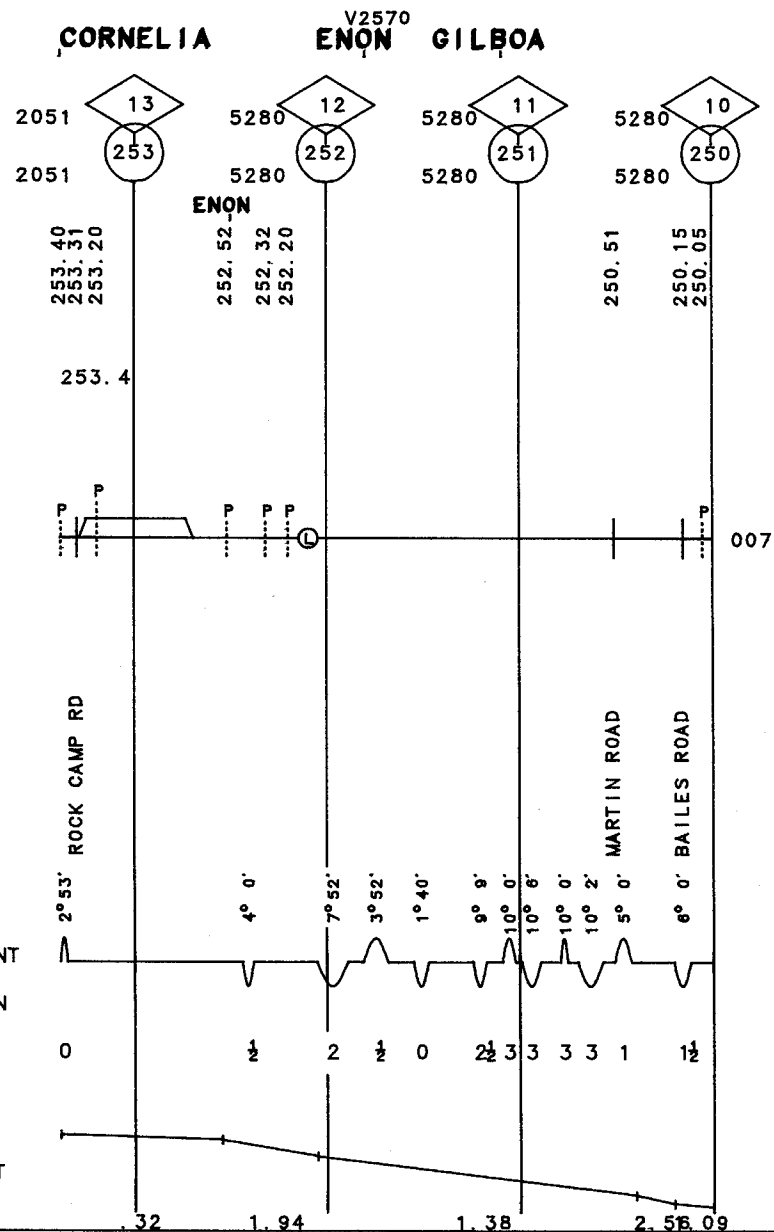 V2570
CORNELIA ENON GILBOA
13 12 11 10
2051 5280 5280 5280
253 252 251 250
2051 5280 5280 5280
ENON
253.40 253.31 253.20 252.52 252.32 252.20 250.51 250.15 250.05
253.4
P P P P P P
L
007
ROCK CAMP RD MARTIN ROAD BAILES ROAD
2°53' 4° 0' 7°52' 3°52' 1°40' 9° 9' 10° 0' 10° 6' 10° 0' 10° 2' 5° 0' 6° 0'
NT
N
0 ½ 2 ½ 0 2½ 3 3 3 3 1 1½
T
.32 1.94 1.38